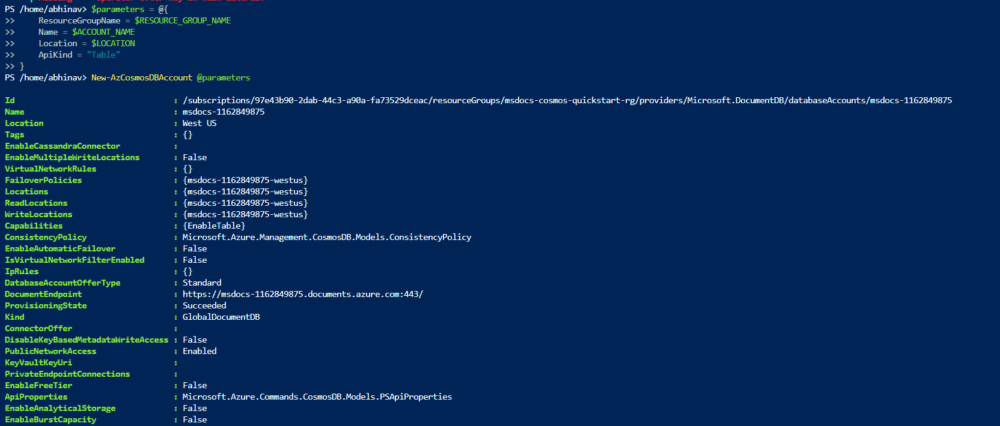 PS /home/abhinav> $parameters = @{
>>     ResourceGroupName = $RESOURCE_GROUP_NAME
>>     Name = $ACCOUNT_NAME
>>     Location = $LOCATION
>>     ApiKind = "Table"
>> }
PS /home/abhinav> New-AzCosmosDBAccount @parameters
Id                                 : /subscriptions/97e43b90-2dab-44c3-a90a-fa73529dceac/resourceGroups/msdocs-cosmos-quickstart-rg/providers/Microsoft.DocumentDB/databaseAccounts/msdocs-1162849875
Name                               : msdocs-1162849875
Location                           : West US
Tags                               : {}
EnableCassandraConnector           :
EnableMultipleWriteLocations       : False
VirtualNetworkRules                : {}
FailoverPolicies                   : {msdocs-1162849875-westus}
Locations                          : {msdocs-1162849875-westus}
ReadLocations                      : {msdocs-1162849875-westus}
WriteLocations                     : {msdocs-1162849875-westus}
Capabilities                       : {EnableTable}
ConsistencyPolicy                  : Microsoft.Azure.Management.CosmosDB.Models.ConsistencyPolicy
EnableAutomaticFailover            : False
IsVirtualNetworkFilterEnabled      : False
IpRules                            : {}
DatabaseAccountOfferType           : Standard
DocumentEndpoint                   : https://msdocs-1162849875.documents.azure.com:443/
ProvisioningState                  : Succeeded
Kind                               : GlobalDocumentDB
ConnectorOffer                     :
DisableKeyBasedMetadataWriteAccess : False
PublicNetworkAccess                : Enabled
KeyVaultKeyUri                     :
PrivateEndpointConnections         :
EnableFreeTier                     : False
ApiProperties                      : Microsoft.Azure.Commands.CosmosDB.Models.PSApiProperties
EnableAnalyticalStorage            : False
EnableBurstCapacity                : False